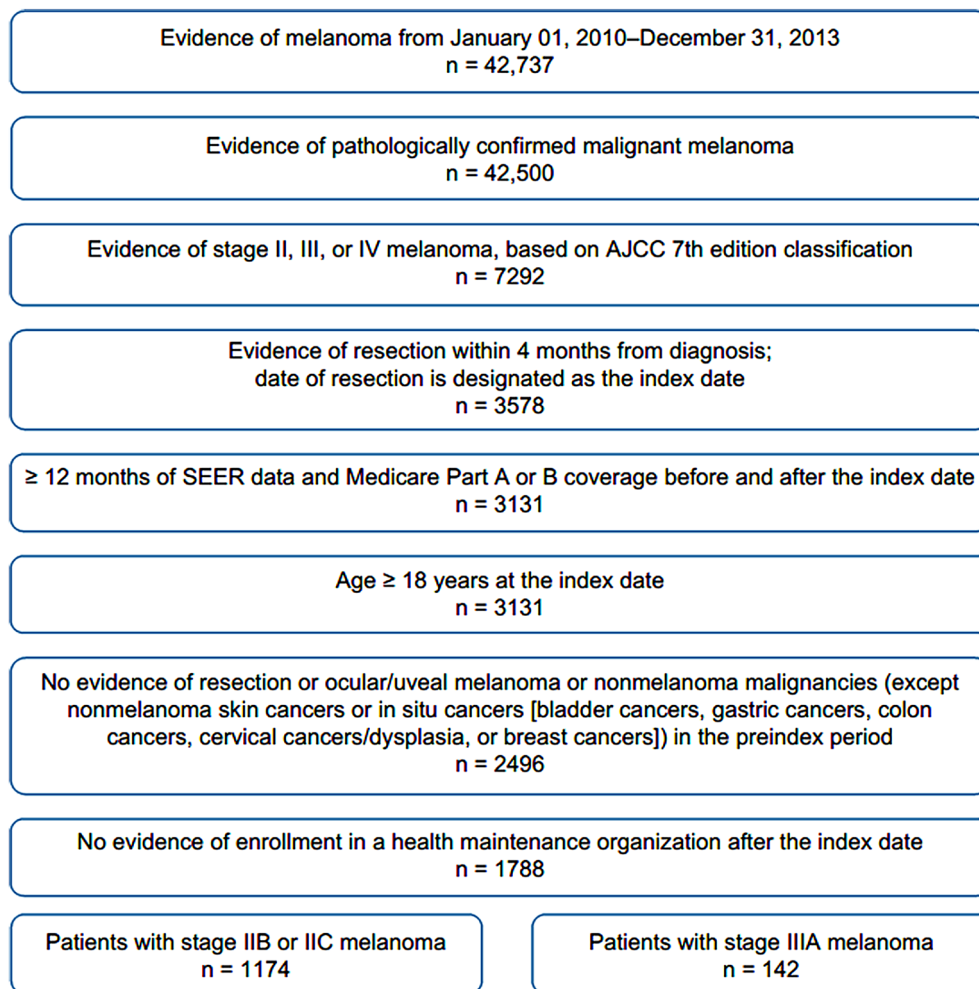 Evidence of melanoma from January 01, 2010–December 31, 2013
n = 42,737
Evidence of pathologically confirmed malignant melanoma
n = 42,500
Evidence of stage II, III, or IV melanoma, based on AJCC 7th edition classification
n = 7292
Evidence of resection within 4 months from diagnosis;
date of resection is designated as the index date
n = 3578
≥ 12 months of SEER data and Medicare Part A or B coverage before and after the index date
n = 3131
Age ≥ 18 years at the index date
n = 3131
No evidence of resection or ocular/uveal melanoma or nonmelanoma malignancies (except
nonmelanoma skin cancers or in situ cancers [bladder cancers, gastric cancers, colon
cancers, cervical cancers/dysplasia, or breast cancers]) in the preindex period
n = 2496
No evidence of enrollment in a health maintenance organization after the index date
n = 1788
Patients with stage IIB or IIC melanoma
n = 1174
Patients with stage IIIA melanoma
n = 142